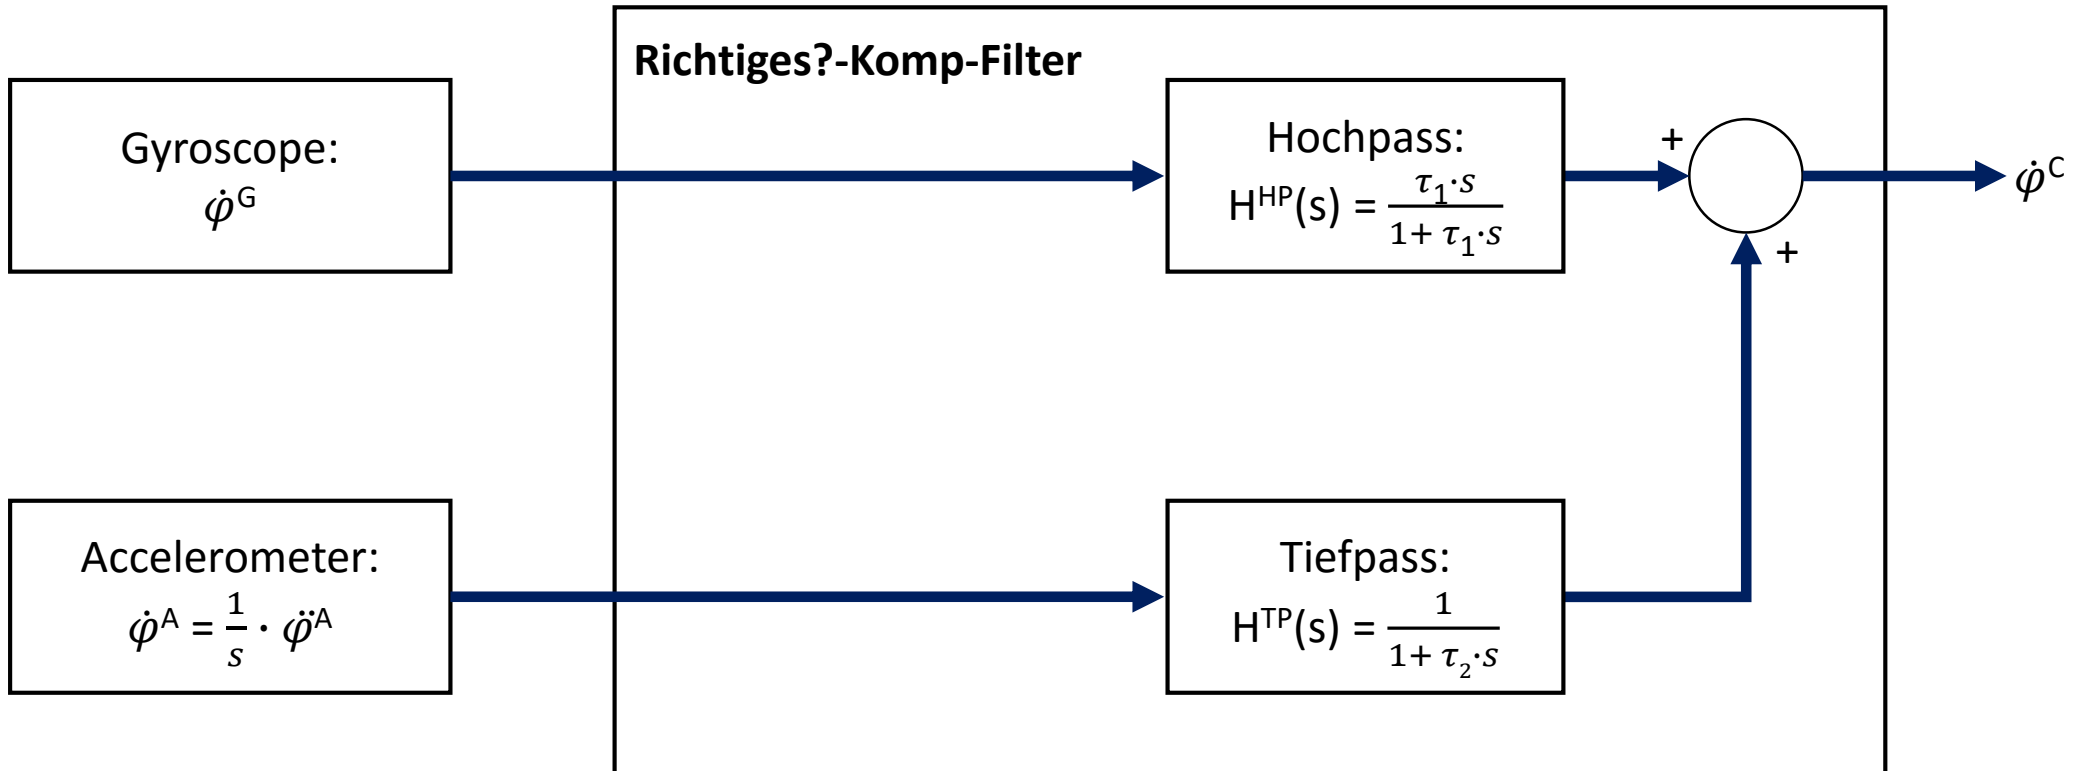 Richtiges?-Komp-Filter
Gyroscope:
φ̇ᴳ
Hochpass:
Hᴴᴾ(s) = τ₁·s / 1+ τ₁·s
+
+
φ̇ᶜ
Accelerometer:
φ̇ᴬ = 1/s · φ̈ᴬ
Tiefpass:
Hᵀᴾ(s) = 1 / 1+ τ₂·s